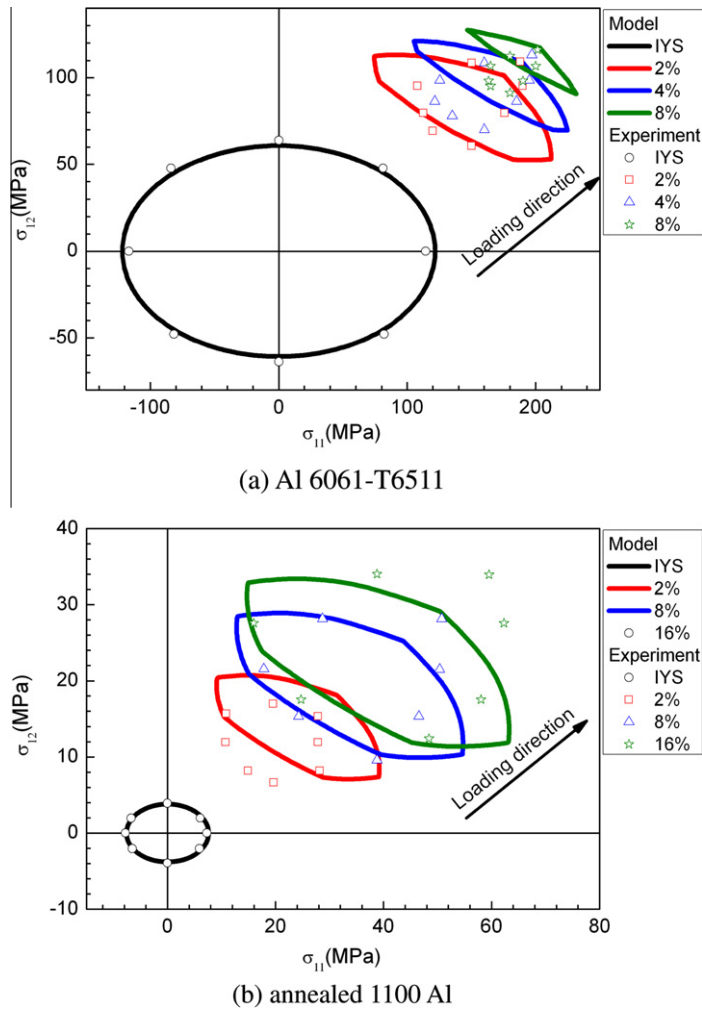 Model
IYS
2%
4%
8%
Experiment
IYS
2%
4%
8%
100
50
0
-50
σ12(MPa)
Loading direction
-100 0 100 200
σ11(MPa)
(a) Al 6061-T6511
Model
IYS
2%
8%
16%
Experiment
IYS
2%
8%
16%
40
30
20
10
0
-10
σ12(MPa)
Loading direction
0 20 40 60 80
σ11(MPa)
(b) annealed 1100 Al